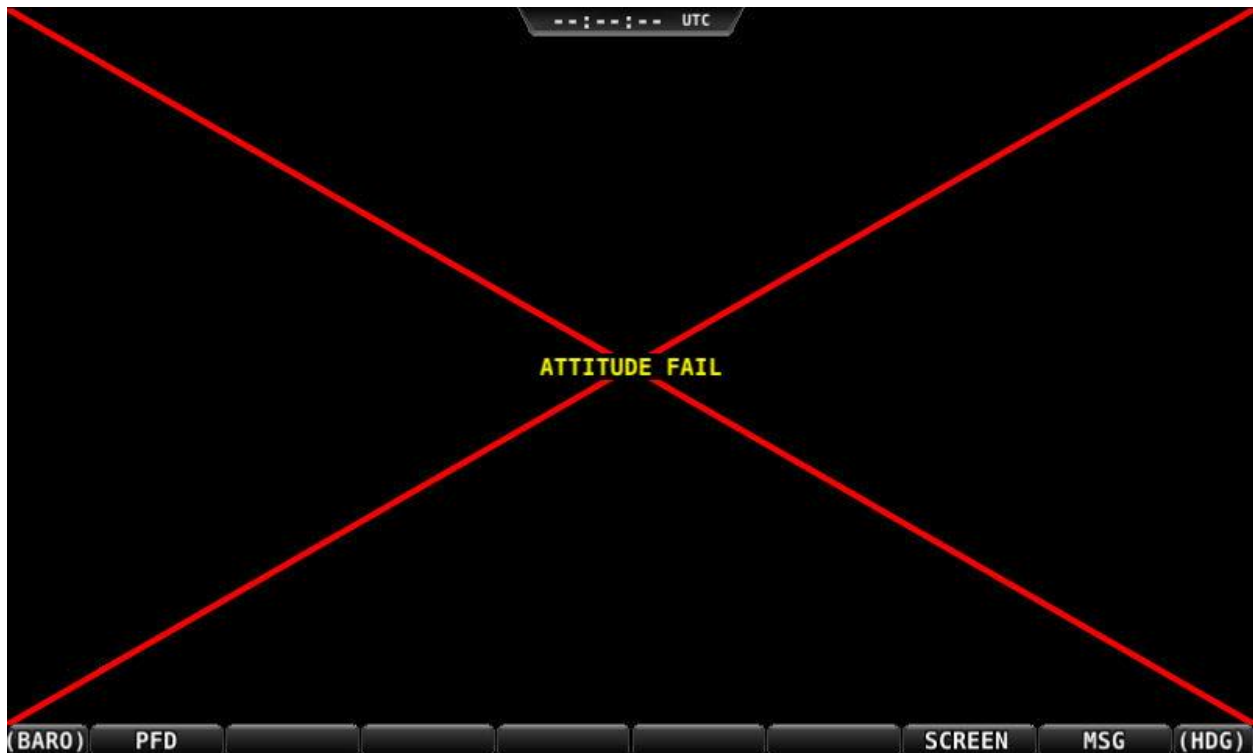 --:--:-- UTC
ATTITUDE FAIL
(BARO) PFD SCREEN MSG (HDG)